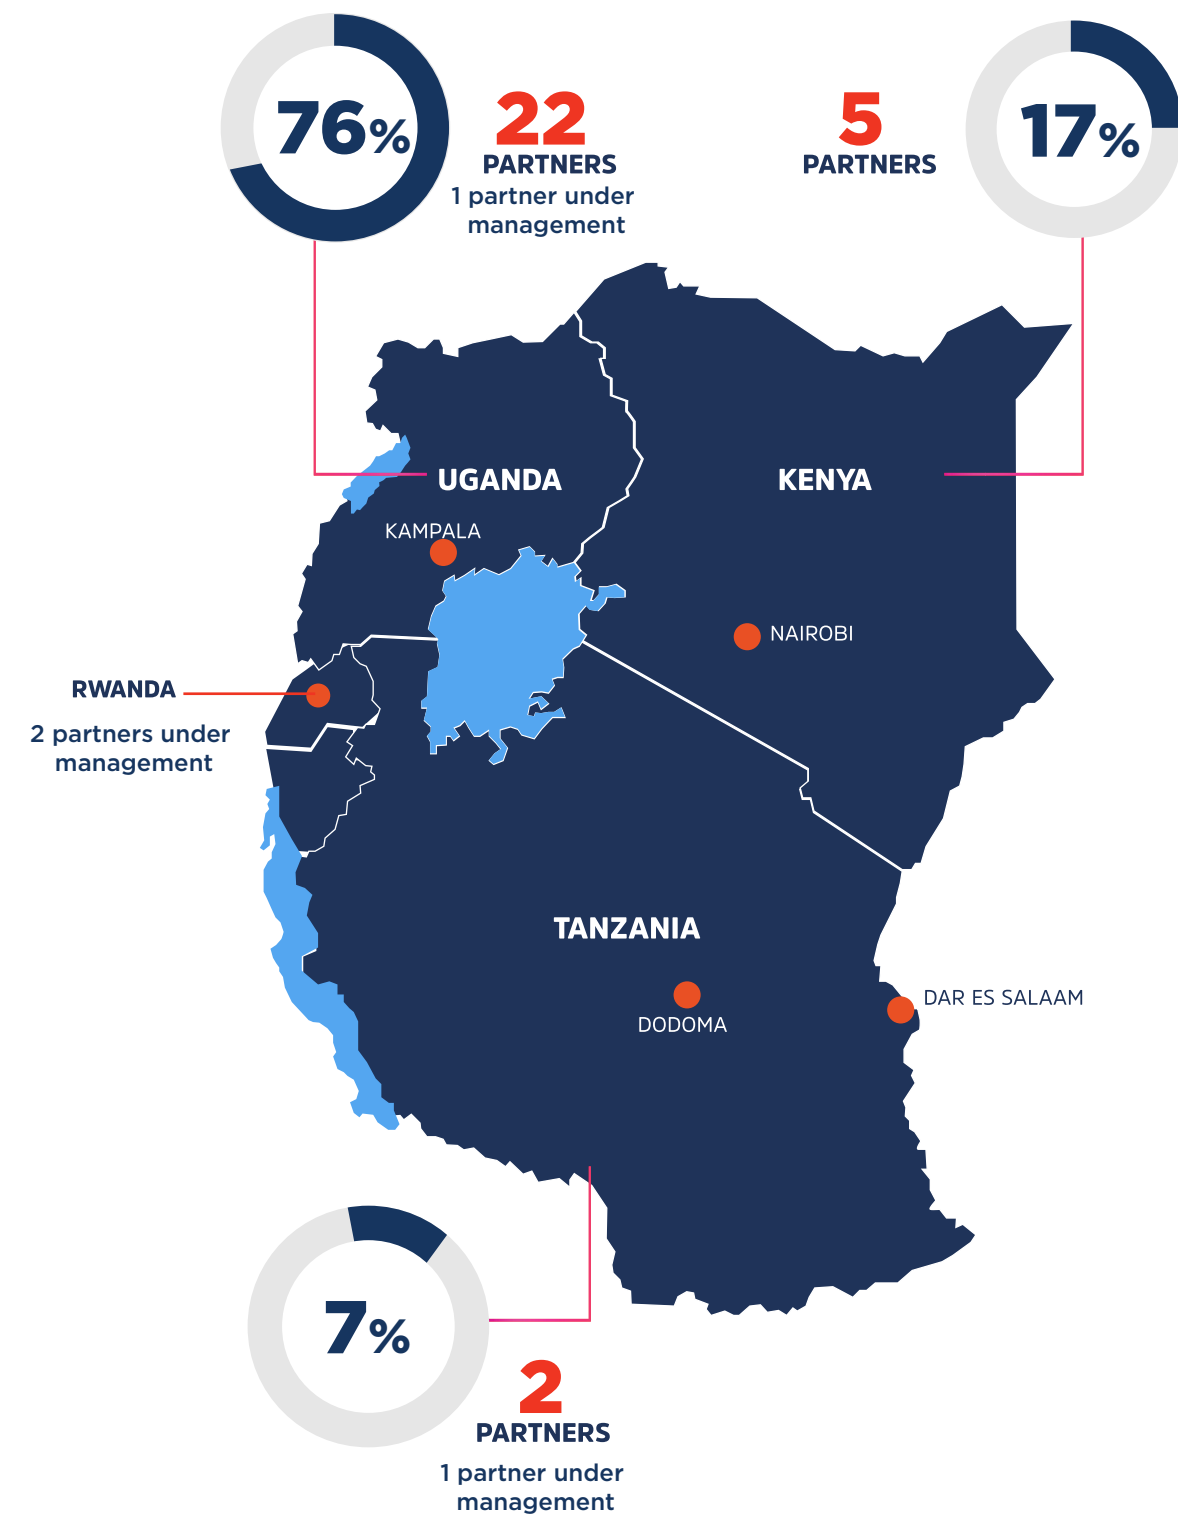 76%
22
PARTNERS
1 partner under
management
5
PARTNERS
17%
UGANDA
KENYA
KAMPALA
NAIROBI
RWANDA
2 partners under
management
TANZANIA
DODOMA
DAR ES SALAAM
7%
2
PARTNERS
1 partner under
management